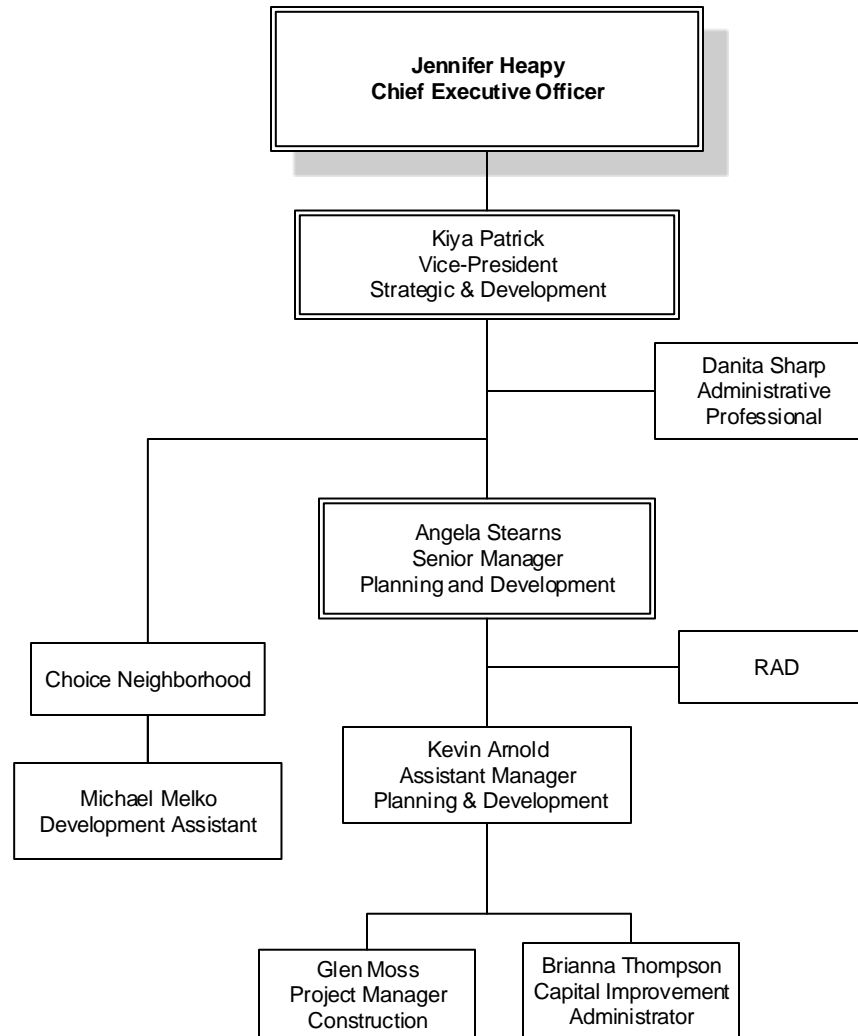 Jennifer Heapy
Chief Executive Officer
Kiya Patrick
Vice-President
Strategic & Development
Danita Sharp
Administrative
Professional
Angela Stearns
Senior Manager
Planning and Development
Choice Neighborhood
RAD
Michael Melko
Development Assistant
Kevin Arnold
Assistant Manager
Planning & Development
Glen Moss
Project Manager
Construction
Brianna Thompson
Capital Improvement
Administrator